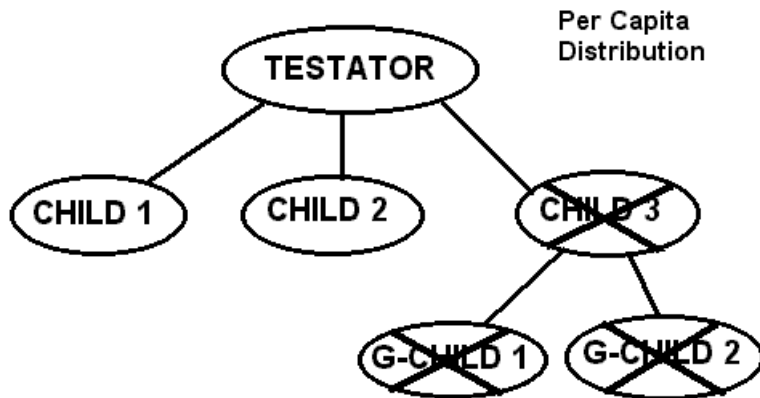 Per Capita
Distribution
TESTATOR
CHILD 1
CHILD 2
CHILD 3
G-CHILD 1
G-CHILD 2